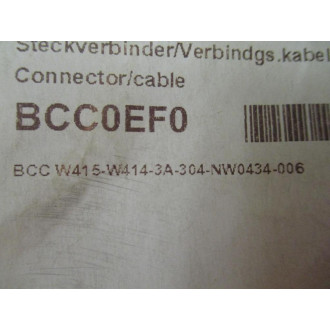 Steckverbinder/Verbindgs.kabel
Connector/cable
BCC0EF0
BCC W415-W414-3A-304-NW0434-006